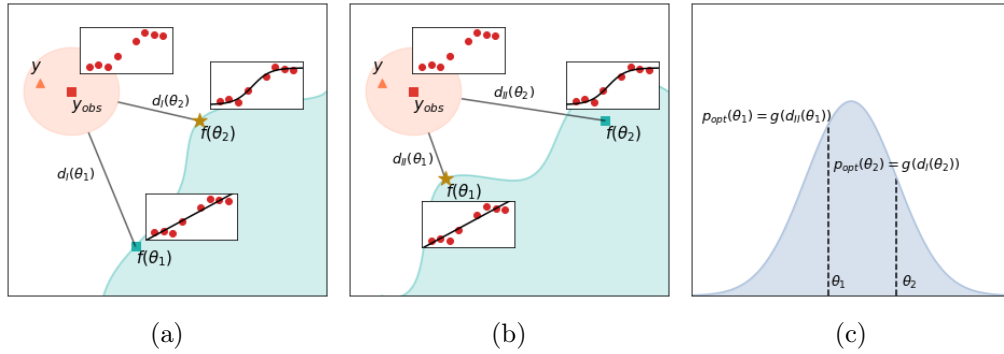 y
y_obs
d_I(θ_2)
f(θ_2)
d_I(θ_1)
f(θ_1)
y
y_obs
d_II(θ_2)
f(θ_2)
d_II(θ_1)
f(θ_1)
p_opt(θ_1) = g(d_II(θ_1))
p_opt(θ_2) = g(d_I(θ_2))
θ_1
θ_2
(a)
(b)
(c)